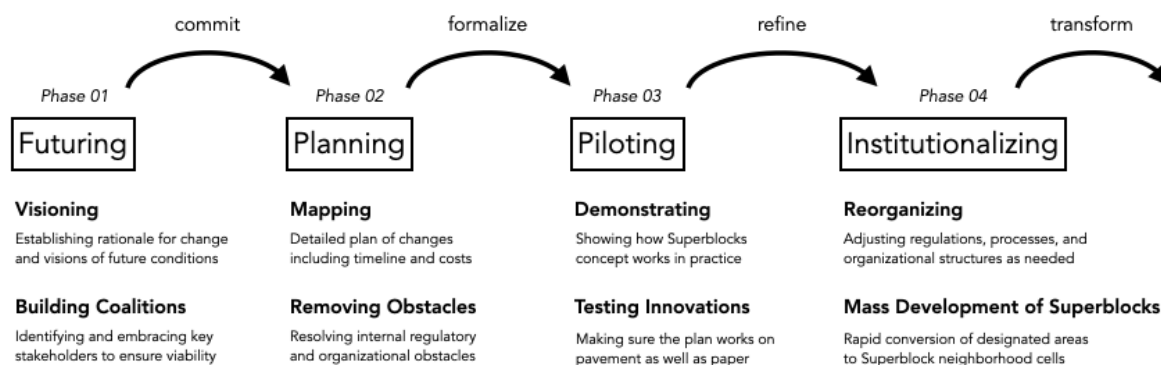 commit
formalize
refine
transform
Phase 01
Phase 02
Phase 03
Phase 04
Futuring
Planning
Piloting
Institutionalizing
Visioning
Establishing rationale for change
and visions of future conditions
Building Coalitions
Identifying and embracing key
stakeholders to ensure viability
Mapping
Detailed plan of changes
including timeline and costs
Removing Obstacles
Resolving internal regulatory
and organizational obstacles
Demonstrating
Showing how Superblocks
concept works in practice
Testing Innovations
Making sure the plan works on
pavement as well as paper
Reorganizing
Adjusting regulations, processes, and
organizational structures as needed
Mass Development of Superblocks
Rapid conversion of designated areas
to Superblock neighborhood cells